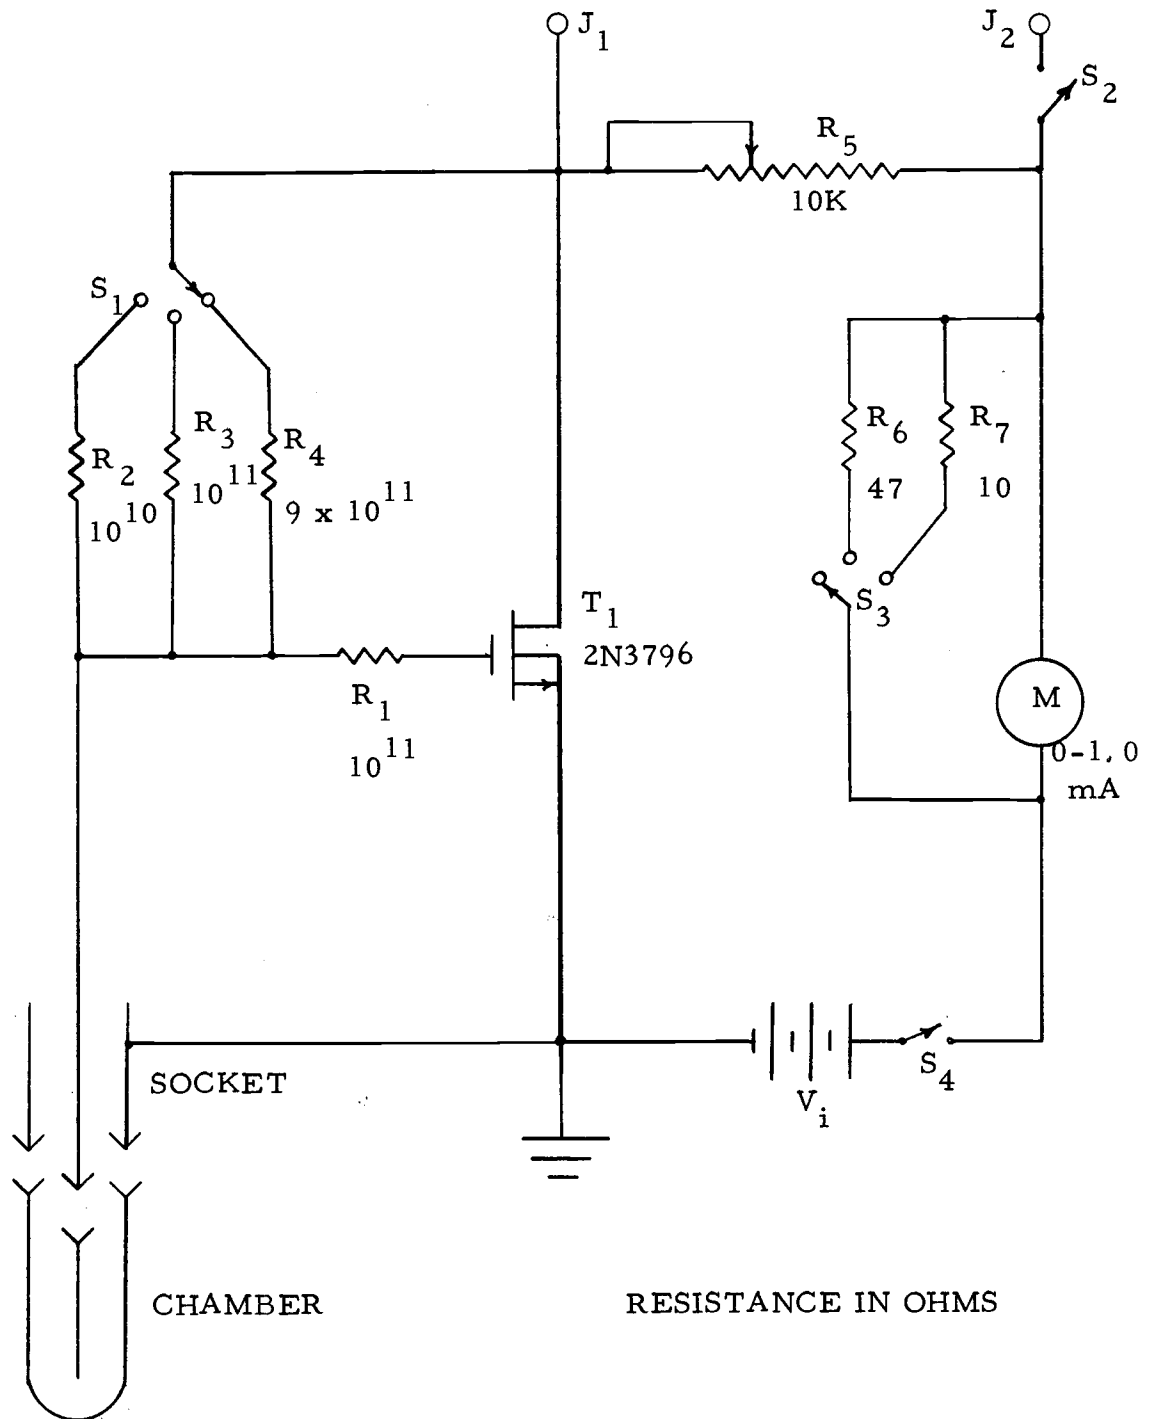 J1
J2
S2
R5
10K
S1
R2
10^10
R3
10^11
R4
9 x 10^11
R6
47
R7
10
S3
T1
2N3796
R1
10^11
M
0-1.0
mA
SOCKET
Vi
S4
CHAMBER
RESISTANCE IN OHMS